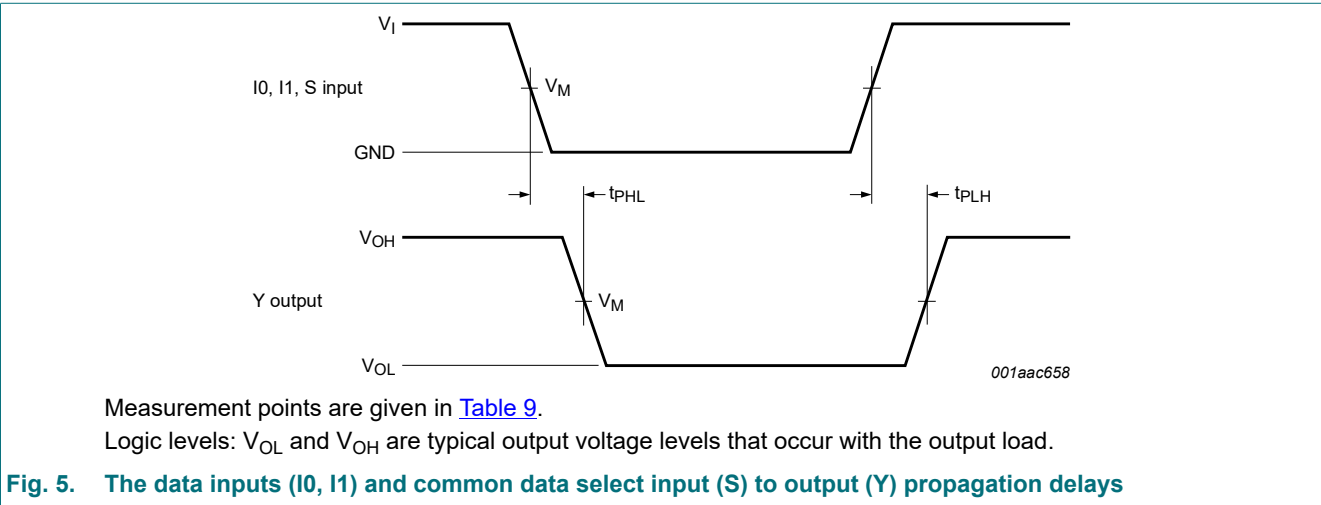 VI
I0, I1, S input
VM
GND
tPHL
tPLH
VOH
Y output
VM
VOL
001aac658
Measurement points are given in Table 9.
Logic levels: VOL and VOH are typical output voltage levels that occur with the output load.
Fig. 5. The data inputs (I0, I1) and common data select input (S) to output (Y) propagation delays